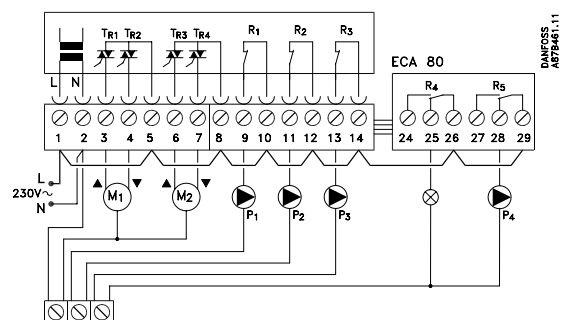 TR1 TR2 TR3 TR4 R1 R2 R3
L N
ECA 80
R4 R5
1 2 3 4 5 6 7 8 9 10 11 12 13 14
24 25 26 27 28 29
L
230V~
N
M1 M2 P1 P2 P3 P4
DANFOSS
A87B461.11